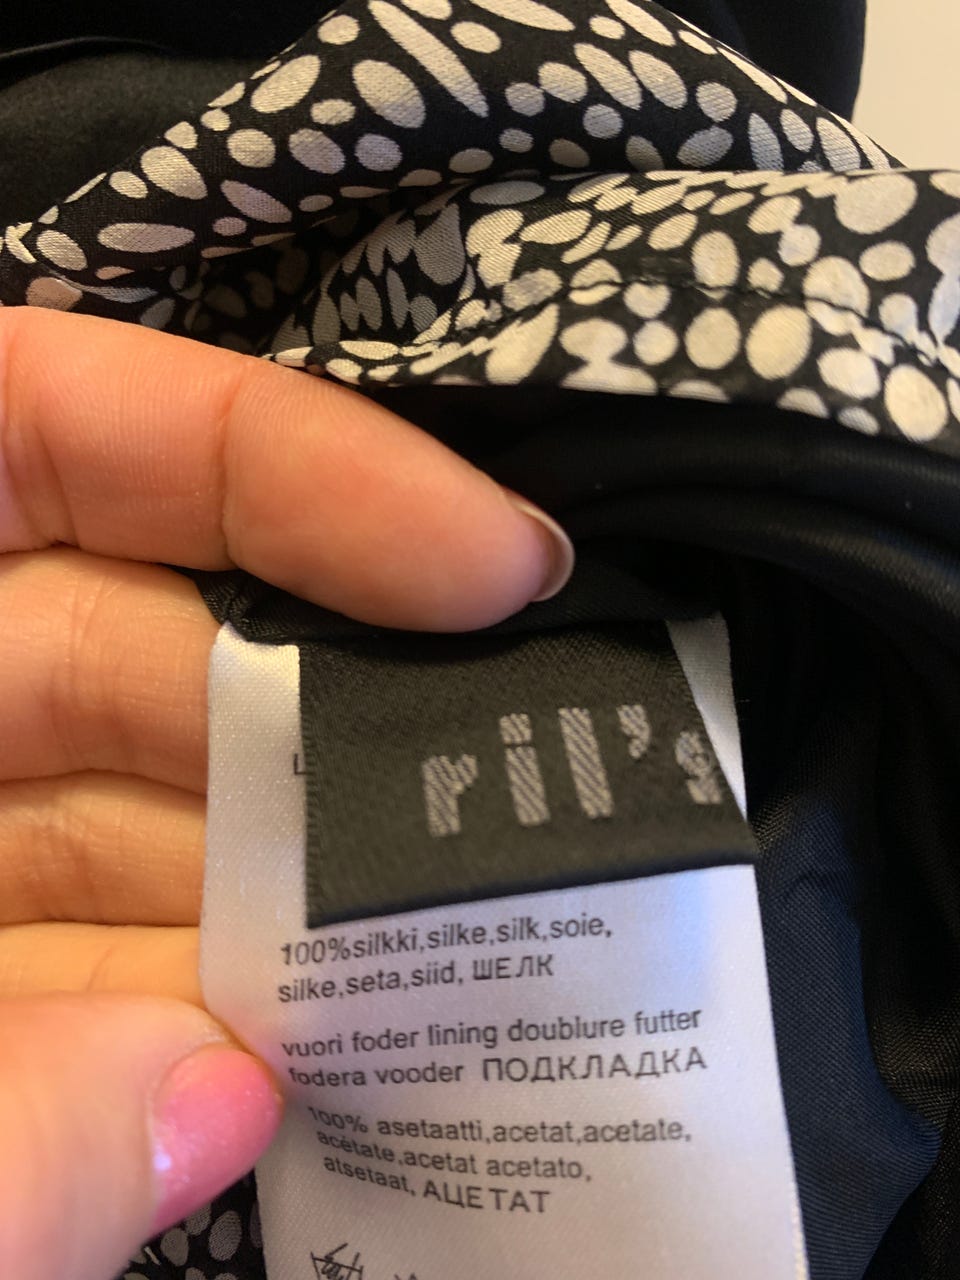 ril's
100%silkki,silke,silk,soie,
silke,seta,siid, ШЕЛК
vuori foder lining doublure futter
fodera vooder ПОДКЛАДКА
100% asetaatti,acetat,acetate,
acétate,acetat acetato,
atsetaat, АЦЕТАТ